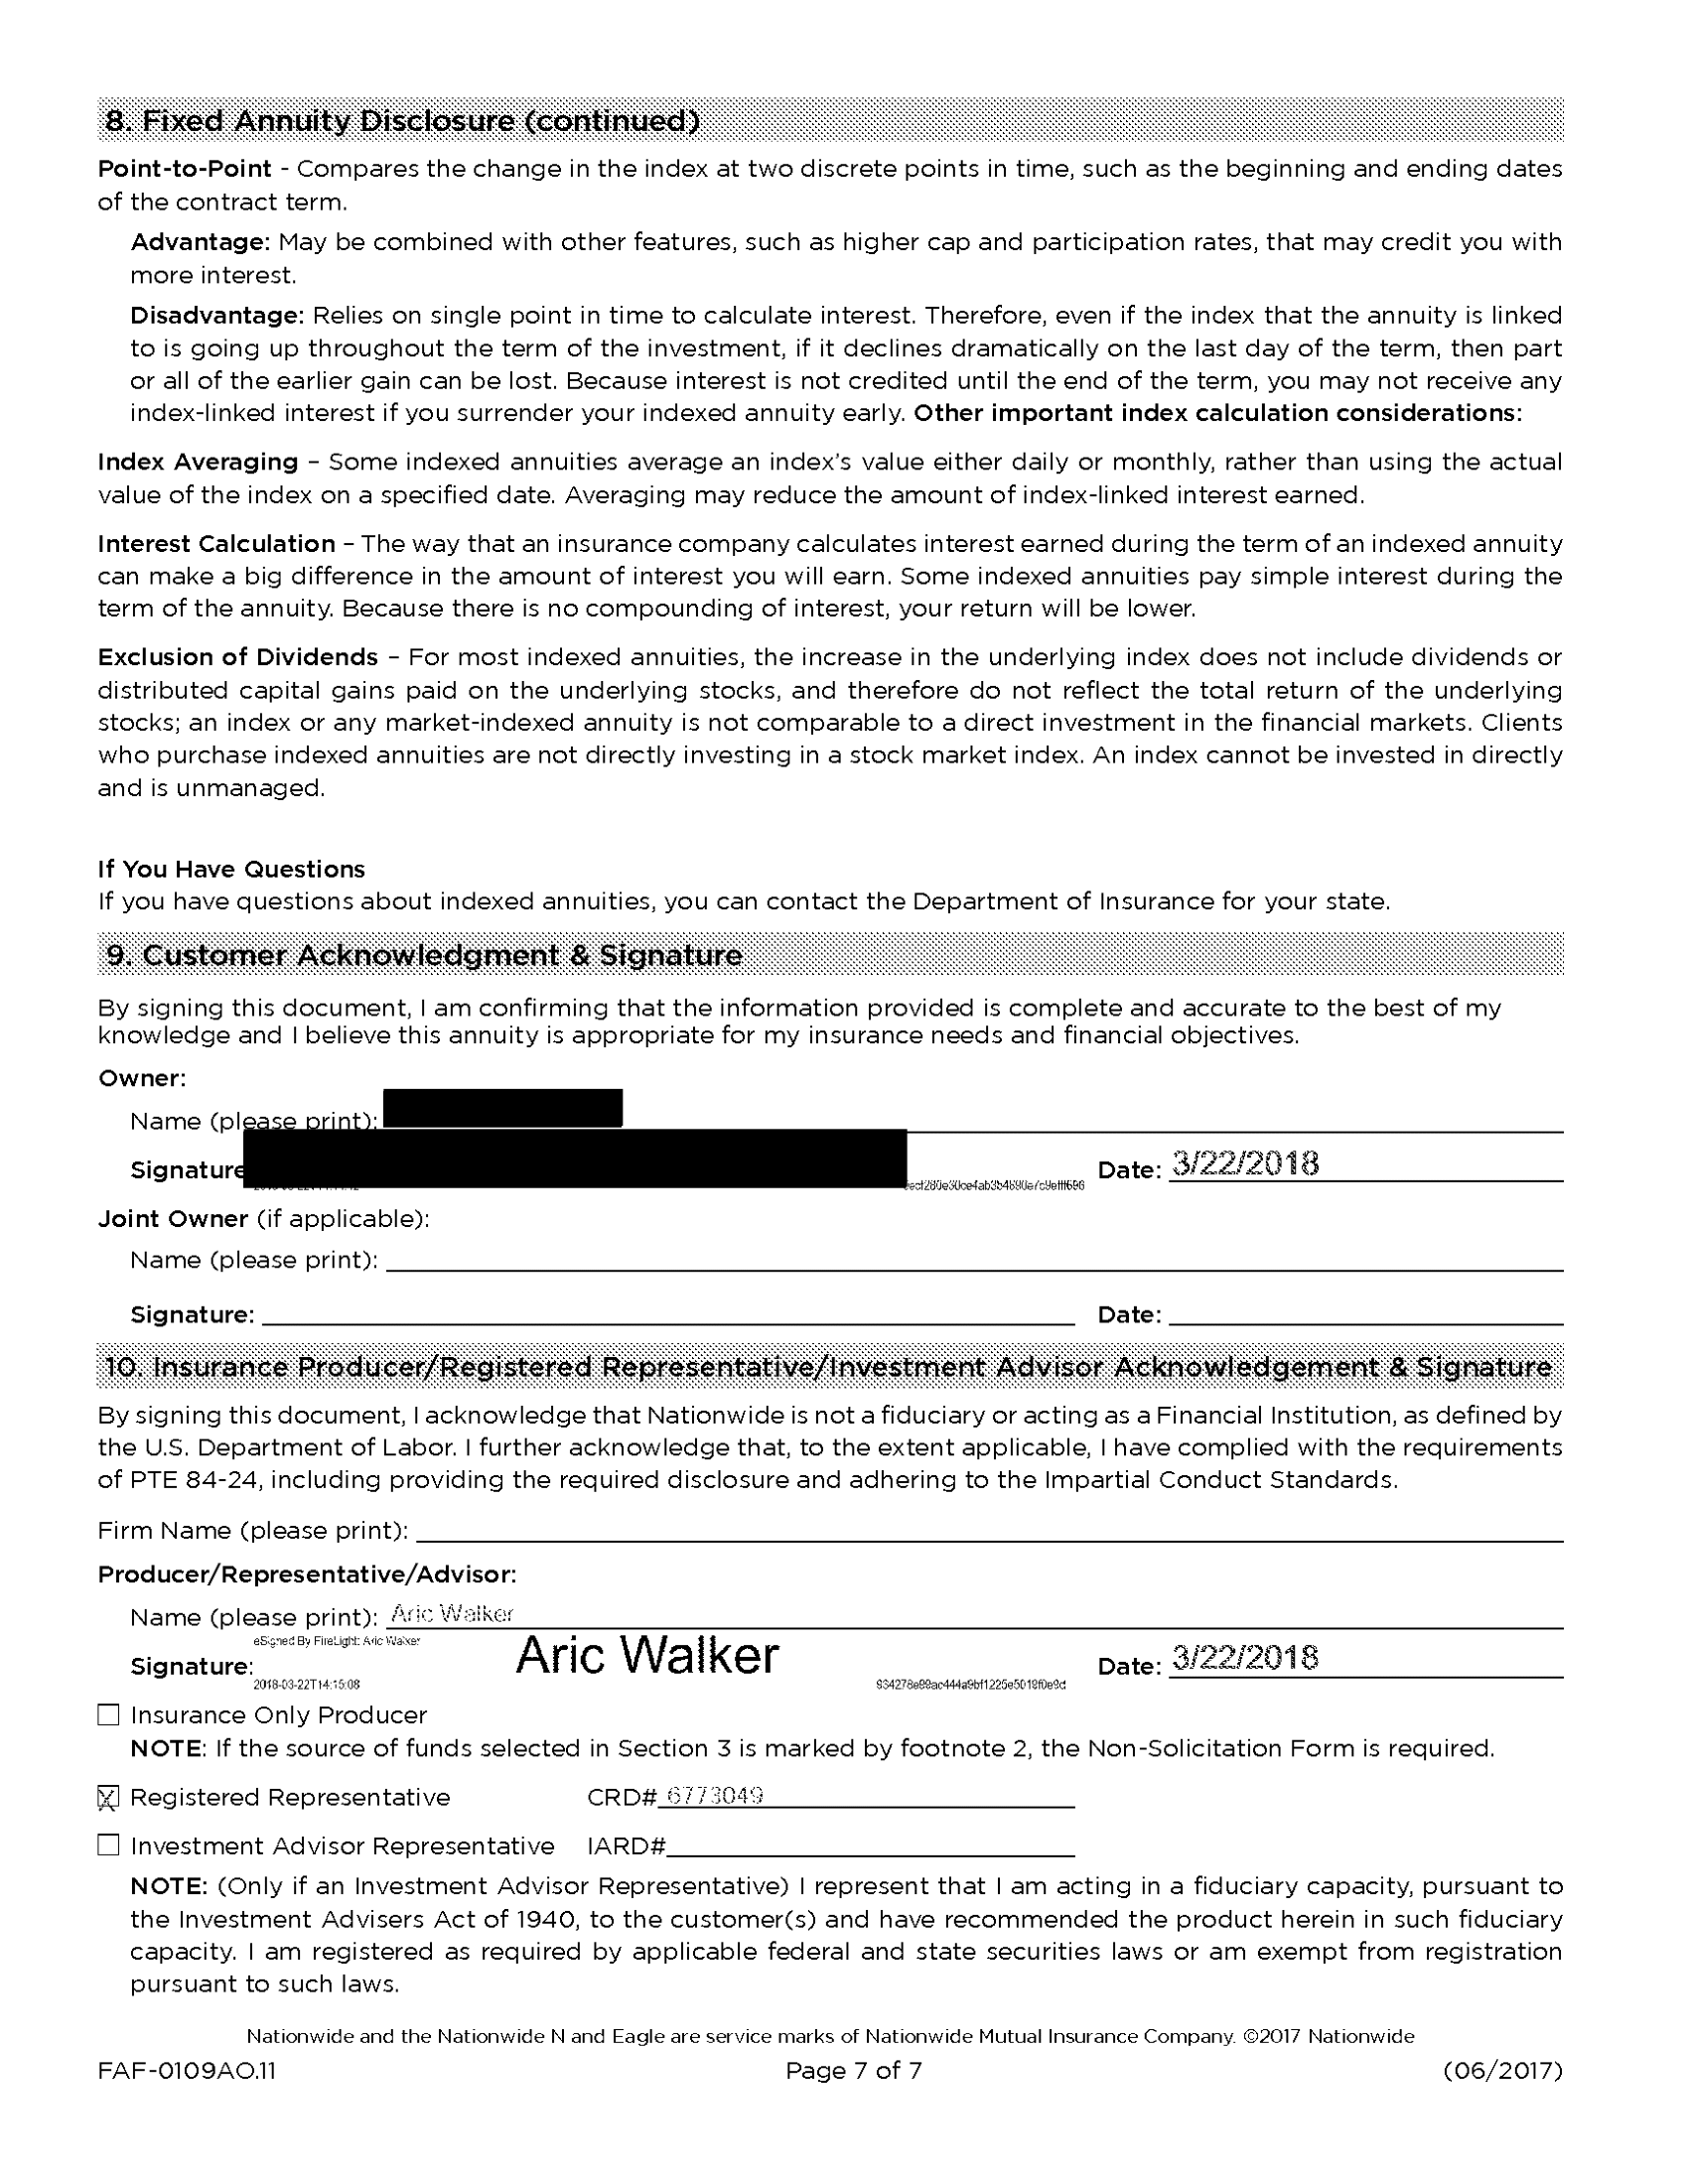 8. Fixed Annuity Disclosure (continued)
Point-to-Point - Compares the change in the index at two discrete points in time, such as the beginning and ending dates
of the contract term.
Advantage: May be combined with other features, such as higher cap and participation rates, that may credit you with
more interest.
Disadvantage: Relies on single point in time to calculate interest. Therefore, even if the index that the annuity is linked
to is going up throughout the term of the investment, if it declines dramatically on the last day of the term, then part
or all of the earlier gain can be lost. Because interest is not credited until the end of the term, you may not receive any
index-linked interest if you surrender your indexed annuity early. Other important index calculation considerations:
Index Averaging – Some indexed annuities average an index's value either daily or monthly, rather than using the actual
value of the index on a specified date. Averaging may reduce the amount of index-linked interest earned.
Interest Calculation – The way that an insurance company calculates interest earned during the term of an indexed annuity
can make a big difference in the amount of interest you will earn. Some indexed annuities pay simple interest during the
term of the annuity. Because there is no compounding of interest, your return will be lower.
Exclusion of Dividends – For most indexed annuities, the increase in the underlying index does not include dividends or
distributed capital gains paid on the underlying stocks, and therefore do not reflect the total return of the underlying
stocks; an index or any market-indexed annuity is not comparable to a direct investment in the financial markets. Clients
who purchase indexed annuities are not directly investing in a stock market index. An index cannot be invested in directly
and is unmanaged.
If You Have Questions
If you have questions about indexed annuities, you can contact the Department of Insurance for your state.
9. Customer Acknowledgment & Signature
By signing this document, I am confirming that the information provided is complete and accurate to the best of my
knowledge and I believe this annuity is appropriate for my insurance needs and financial objectives.
Owner:
Name (please print):
Signature Date: 3/22/2018
Joint Owner (if applicable):
Name (please print):
Signature: Date:
10. Insurance Producer/Registered Representative/Investment Advisor Acknowledgement & Signature
By signing this document, I acknowledge that Nationwide is not a fiduciary or acting as a Financial Institution, as defined by
the U.S. Department of Labor. I further acknowledge that, to the extent applicable, I have complied with the requirements
of PTE 84-24, including providing the required disclosure and adhering to the Impartial Conduct Standards.
Firm Name (please print):
Producer/Representative/Advisor:
Name (please print): Aric Walker
eSigned By FireLight: Aric Walker
Signature: Aric Walker Date: 3/22/2018
2018-03-22T14:15:08
Insurance Only Producer
NOTE: If the source of funds selected in Section 3 is marked by footnote 2, the Non-Solicitation Form is required.
Registered Representative CRD# 6773049
Investment Advisor Representative IARD#
NOTE: (Only if an Investment Advisor Representative) I represent that I am acting in a fiduciary capacity, pursuant to
the Investment Advisers Act of 1940, to the customer(s) and have recommended the product herein in such fiduciary
capacity. I am registered as required by applicable federal and state securities laws or am exempt from registration
pursuant to such laws.
Nationwide and the Nationwide N and Eagle are service marks of Nationwide Mutual Insurance Company. ©2017 Nationwide
FAF-0109AO.11 Page 7 of 7 (06/2017)